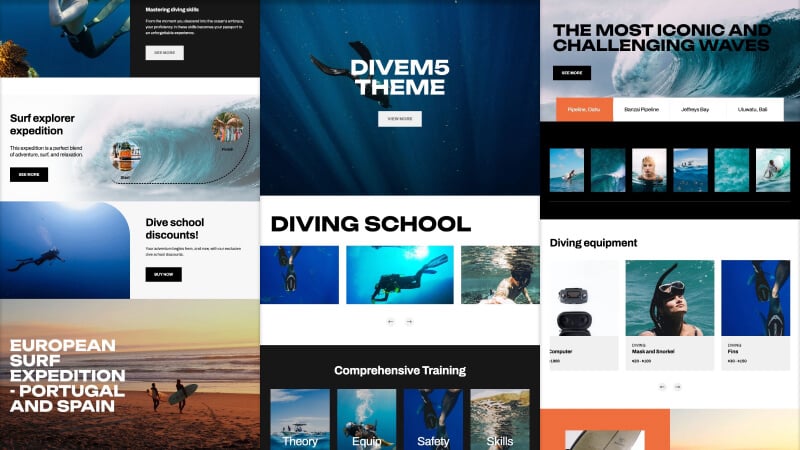 Mastering diving skills
From the moment you descend into the ocean's embrace,
your proficiency in these skills becomes your passport to
an unforgettable experience.
SEE MORE
Surf explorer
expedition
This expedition is a perfect blend
of adventure, surf, and relaxation.
SEE MORE
Start
Finish
Dive school
discounts!
Your adventure begins here, and now, with our exclusive
dive school discounts.
BUY NOW
EUROPEAN
SURF
EXPEDITION
- PORTUGAL
AND SPAIN
DIVEM5
THEME
VIEW MORE
DIVING SCHOOL
Comprehensive Training
Theory
Equip
Safety
Skills
THE MOST ICONIC AND
CHALLENGING WAVES
SEE MORE
Pipeline, Oahu
Banzai Pipeline
Jeffreys Bay
Uluwatu, Bali
Diving equipment
Computer
DIVING
Mask and Snorkel
DIVING
Fins